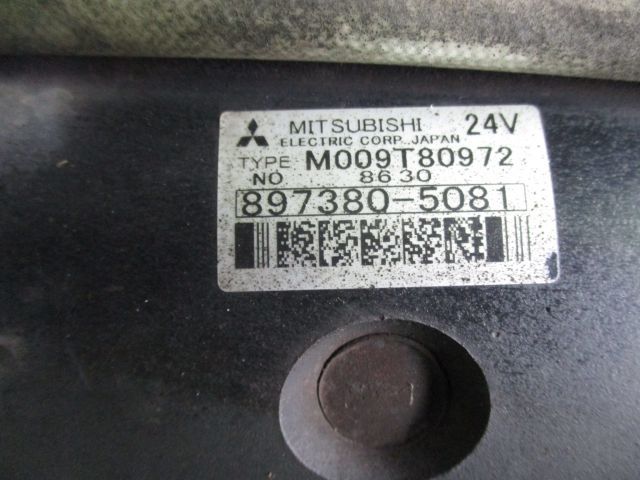 MITSUBISHI 24V
ELECTRIC CORP., JAPAN
TYPE M009T80972
NO 8630
897380-5081